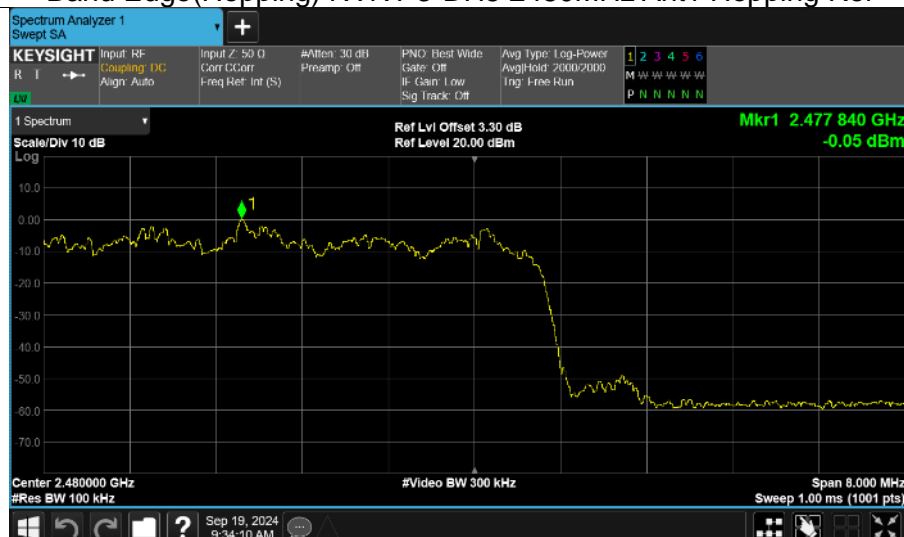 Spectrum Analyzer 1
Swept SA
+
KEYSIGHT Input: RF Input Z: 50 Ω #Atten: 30 dB PNO: Best Wide Avg Type: Log-Power 1 2 3 4 5 6
R T Coupling: DC Corr CCorr Preamp: Off Gate: Off Avg|Hold: 2000/2000 M W W W W W
Align: Auto Freq Ref: Int (S) IF Gain: Low Trig: Free Run
Sig Track: Off P N N N N N
1 Spectrum Ref Lvl Offset 3.30 dB Mkr1 2.477 840 GHz
Scale/Div 10 dB Ref Level 20.00 dBm -0.05 dBm
Log
10.0
1
0.00
-10.0
-20.0
-30.0
-40.0
-50.0
-60.0
-70.0
Center 2.480000 GHz #Video BW 300 kHz Span 8.000 MHz
#Res BW 100 kHz Sweep 1.00 ms (1001 pts)
? Sep 19, 2024
9:34:10 AM